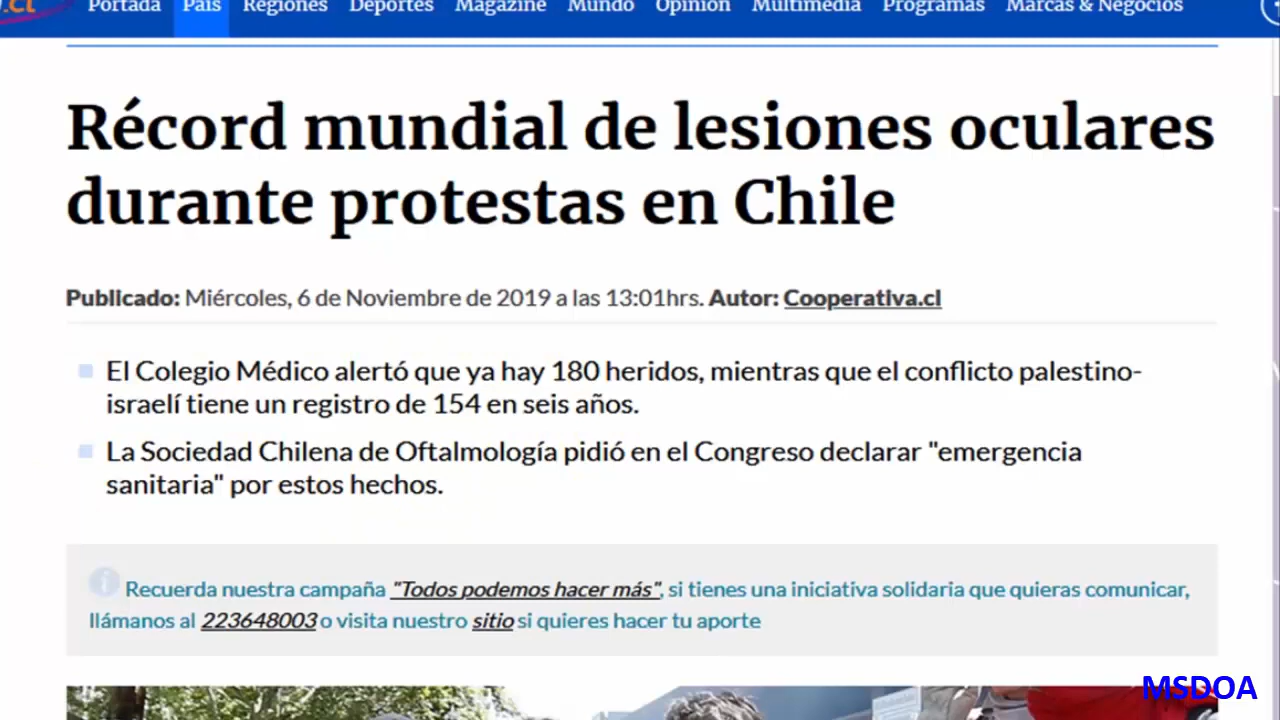 .cl Portada País Regiones Deportes Magazine Mundo Opinión Multimedia Programas Marcas & Negocios
Récord mundial de lesiones oculares
durante protestas en Chile
Publicado: Miércoles, 6 de Noviembre de 2019 a las 13:01hrs. Autor: Cooperativa.cl
El Colegio Médico alertó que ya hay 180 heridos, mientras que el conflicto palestino-
israelí tiene un registro de 154 en seis años.
La Sociedad Chilena de Oftalmología pidió en el Congreso declarar "emergencia
sanitaria" por estos hechos.
Recuerda nuestra campaña "Todos podemos hacer más", si tienes una iniciativa solidaria que quieras comunicar,
llámanos al 223648003 o visita nuestro sitio si quieres hacer tu aporte
MSDOA